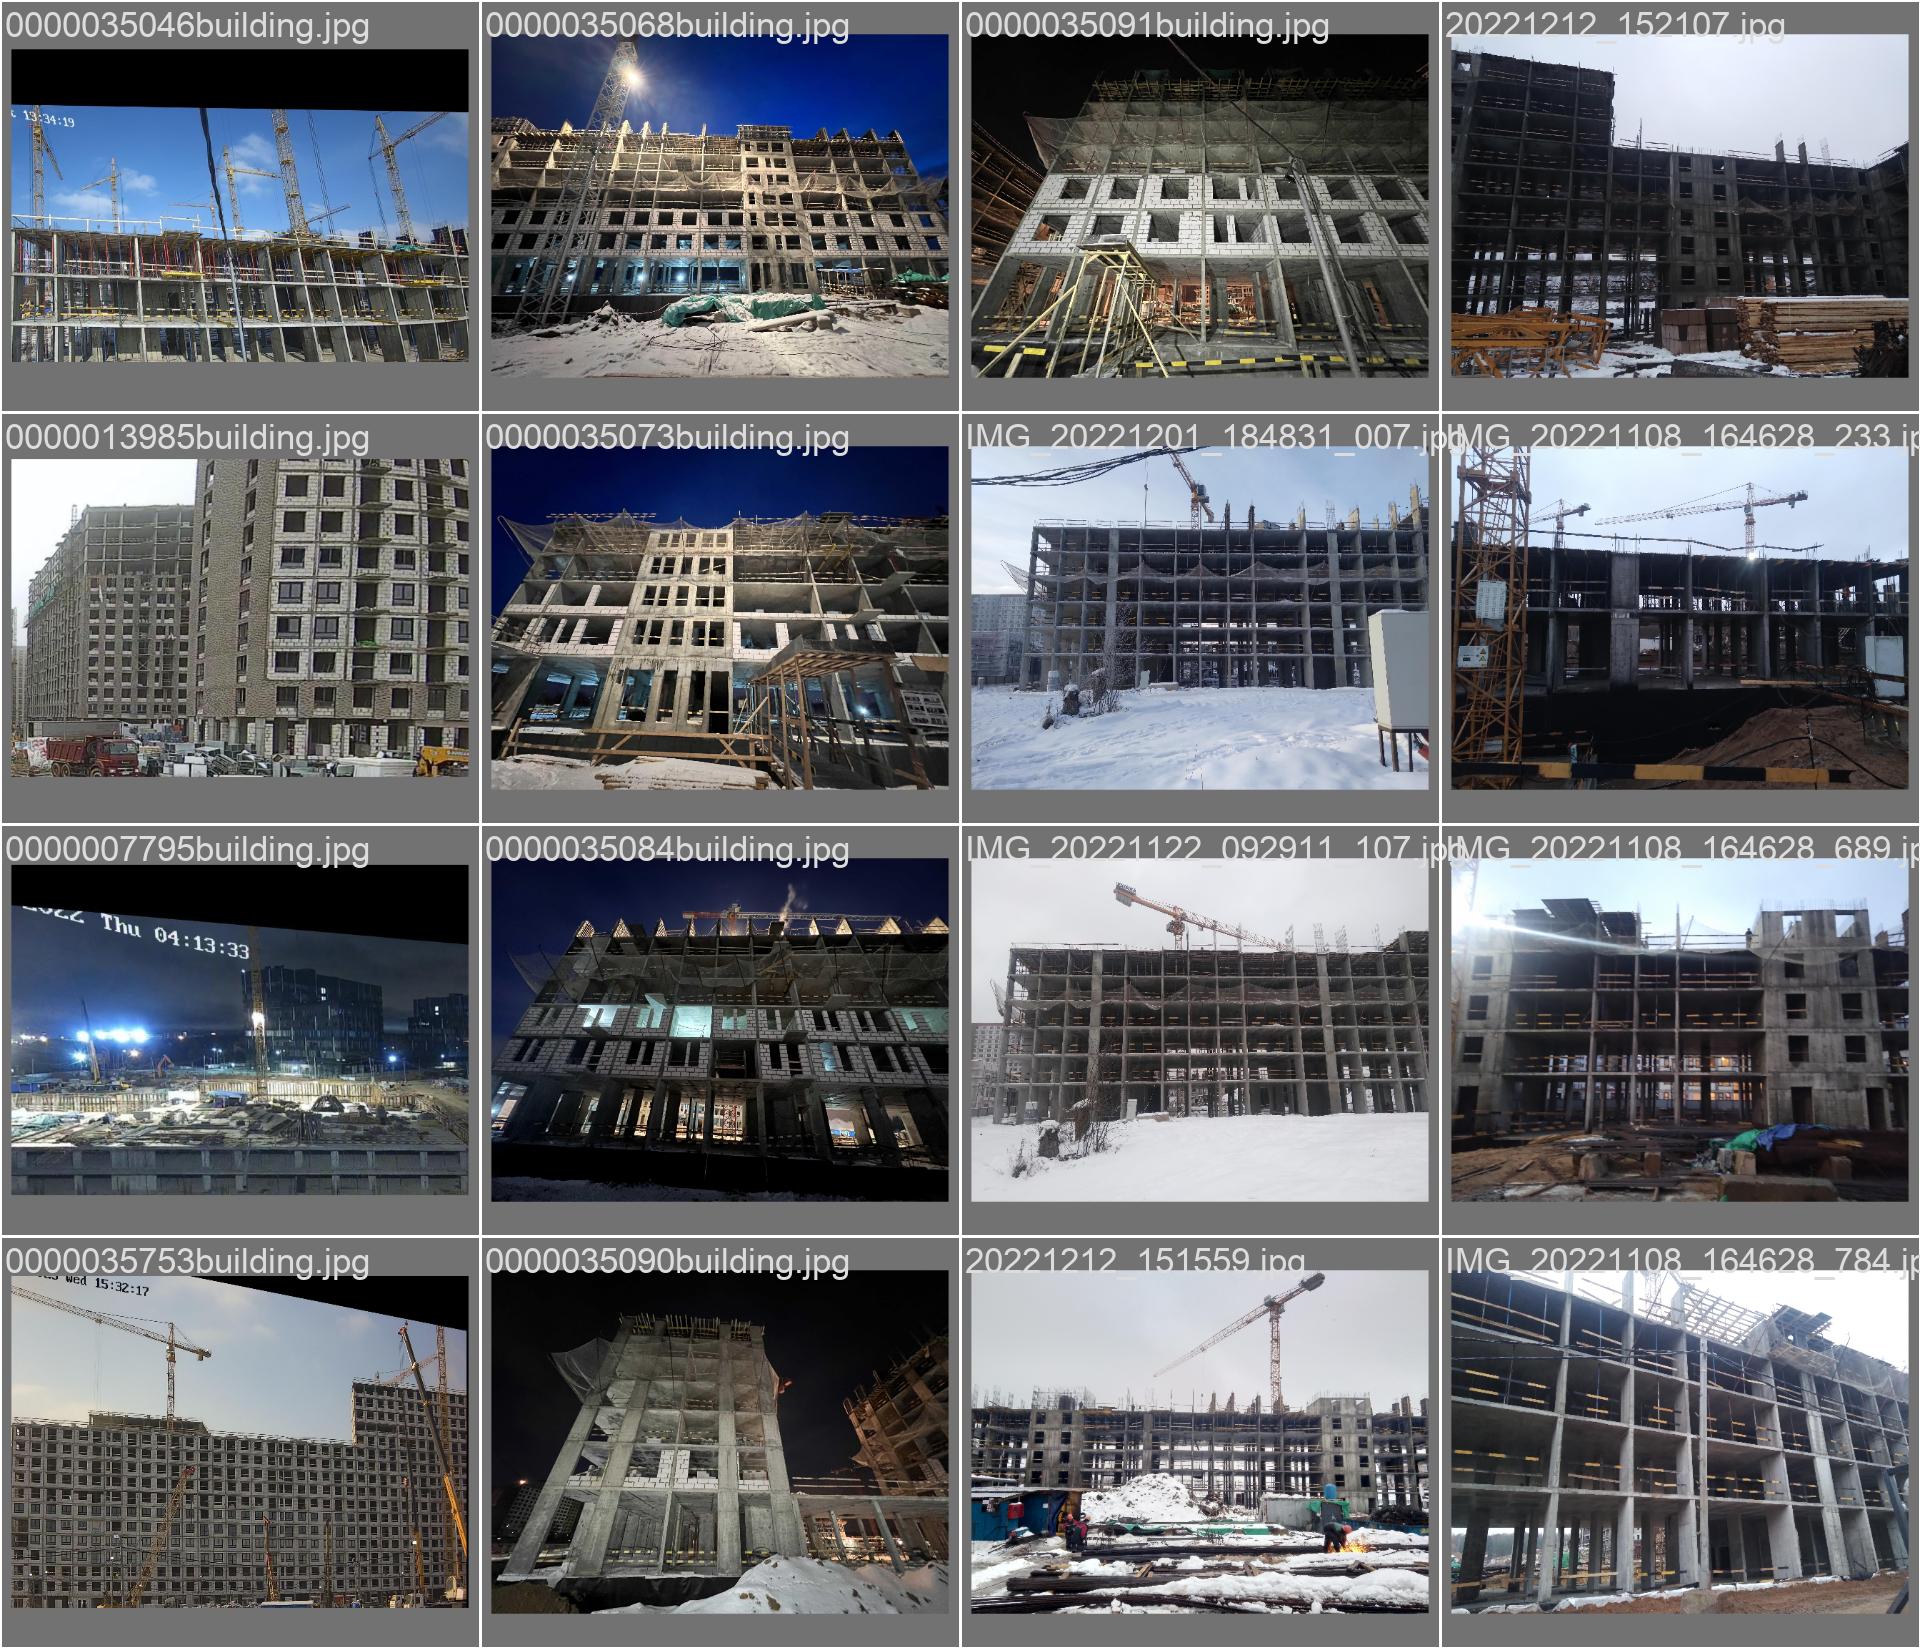 0000035046building.jpg
0000035068building.jpg
0000035091building.jpg
20221212_152107.jpg
13:34:19
0000013985building.jpg
0000035073building.jpg
IMG_20221201_184831_007.jpg
IMG_20221108_164628_233.jp
0000007795building.jpg
0000035084building.jpg
IMG_20221122_092911_107.jpg
IMG_20221108_164628_689.jp
2022 Thu 04:13:33
0000035753building.jpg
0000035090building.jpg
20221212_151559.jpg
IMG_20221108_164628_784.jp
Wed 15:32:17